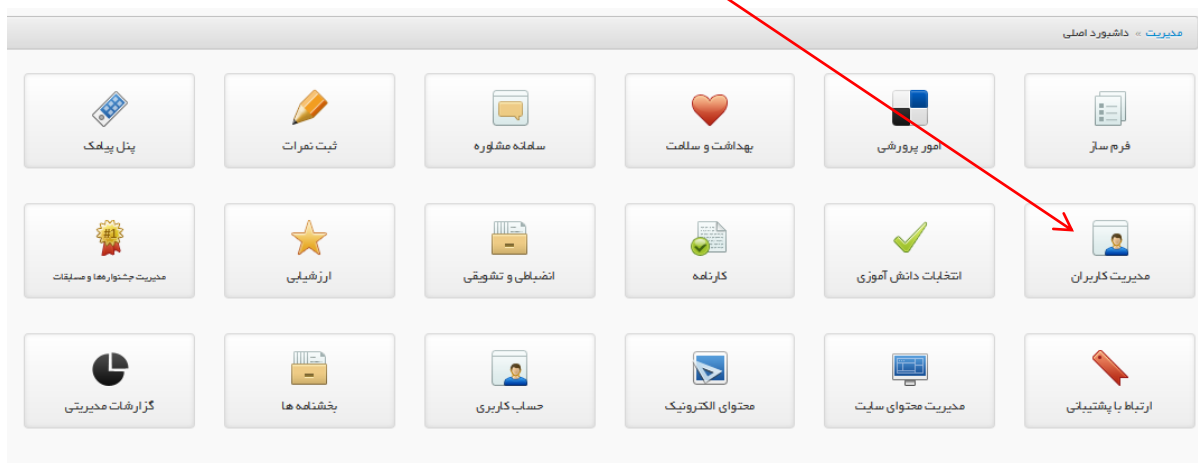 مدیریت » داشبورد اصلی
فرم ساز
امور پرورشی
بهداشت و سلامت
سامانه مشاوره
ثبت نمرات
پنل پیامک
مدیریت کاربران
انتخابات دانش آموزی
کارنامه
انضباطی و تشویقی
ارزشیابی
#1
مدیریت جشنواره‌ها و مسابقات
ارتباط با پشتیبانی
مدیریت محتوای سایت
محتوای الکترونیک
حساب کاربری
بخشنامه ها
گزارشات مدیریتی